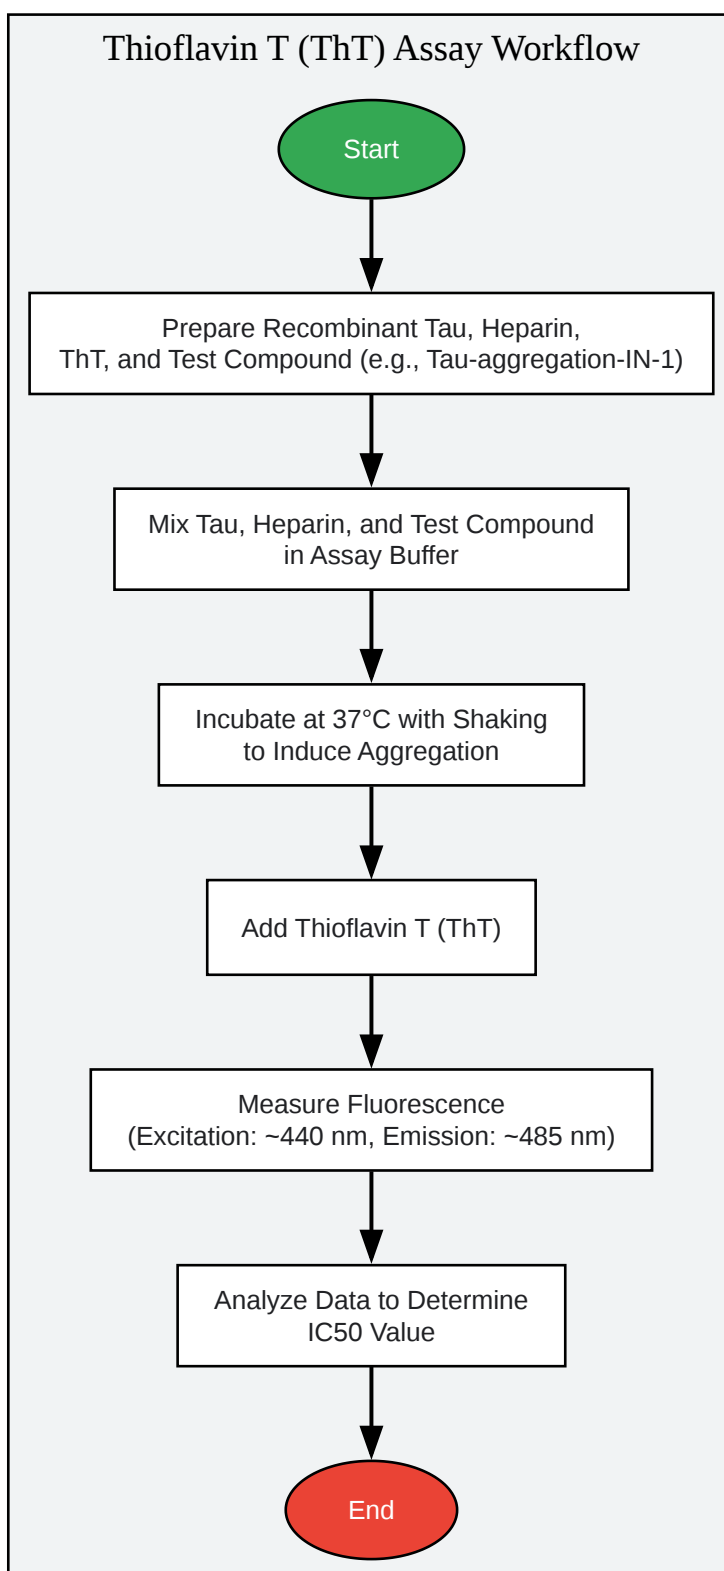 Thioflavin T (ThT) Assay Workflow
Start
Prepare Recombinant Tau, Heparin,
ThT, and Test Compound (e.g., Tau-aggregation-IN-1)
Mix Tau, Heparin, and Test Compound
in Assay Buffer
Incubate at 37°C with Shaking
to Induce Aggregation
Add Thioflavin T (ThT)
Measure Fluorescence
(Excitation: ~440 nm, Emission: ~485 nm)
Analyze Data to Determine
IC50 Value
End